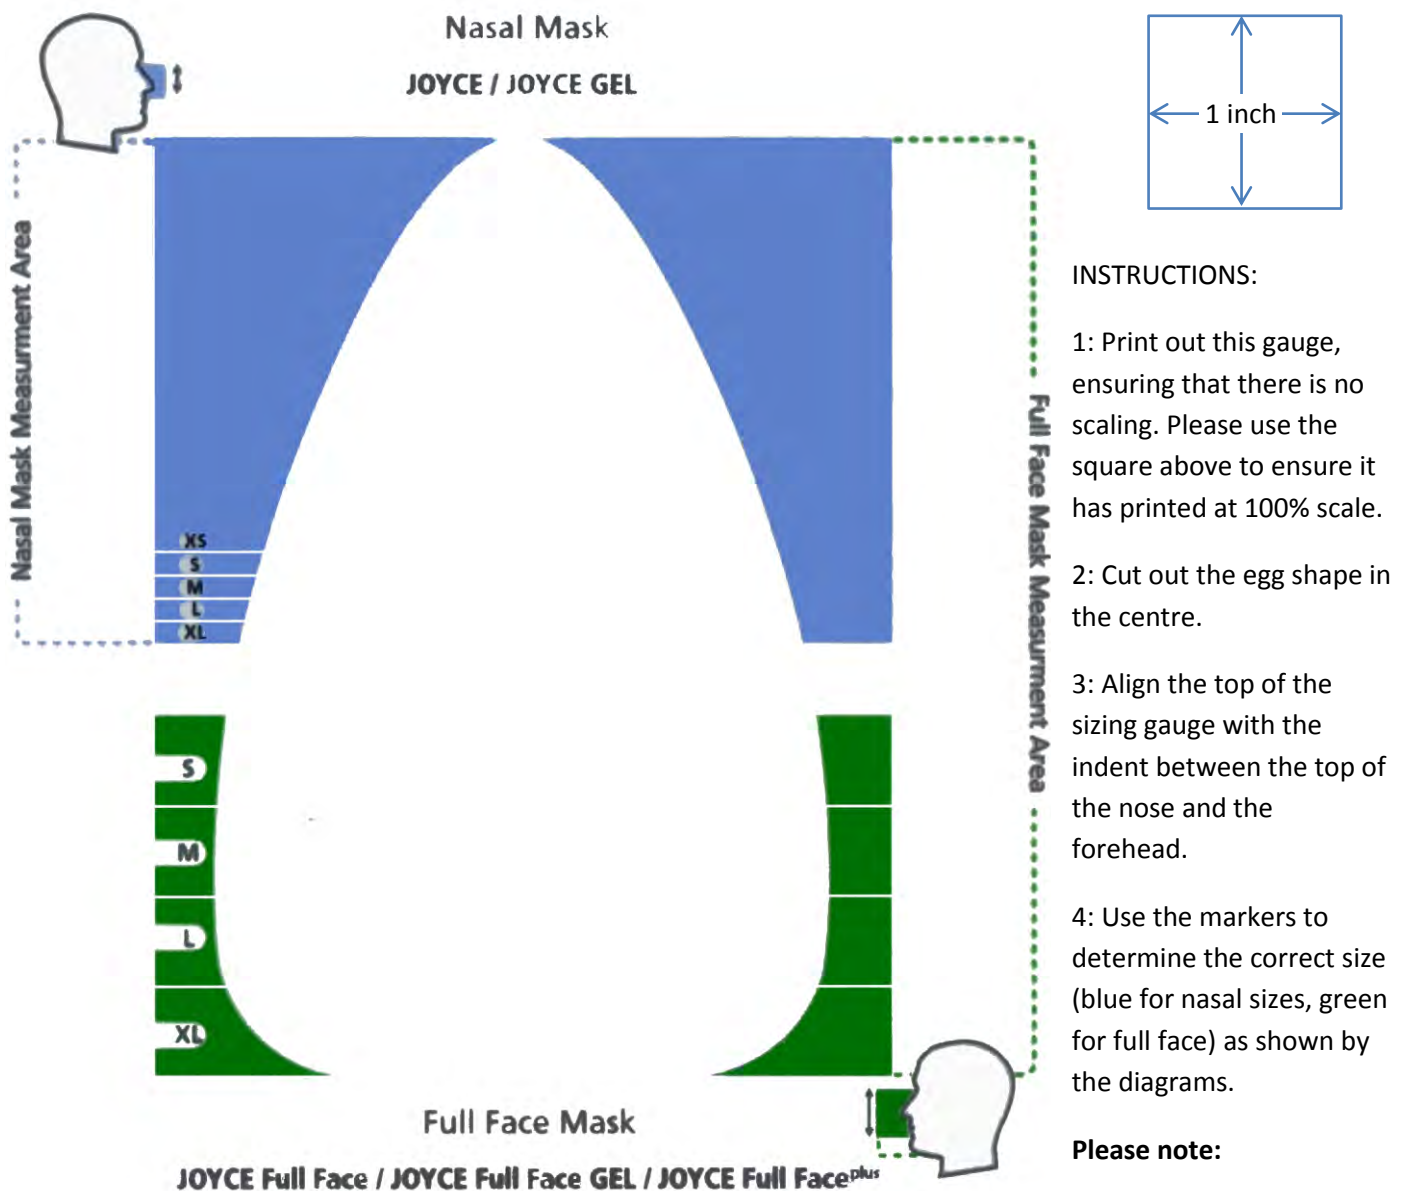 Nasal Mask
JOYCE / JOYCE GEL
Nasal Mask Measurment Area
XS
S
M
L
XL
S
M
L
XL
Full Face Mask Measurment Area
Full Face Mask
JOYCE Full Face / JOYCE Full Face GEL / JOYCE Full Face plus
1 inch
INSTRUCTIONS:
1: Print out this gauge,
ensuring that there is no
scaling. Please use the
square above to ensure it
has printed at 100% scale.
2: Cut out the egg shape in
the centre.
3: Align the top of the
sizing gauge with the
indent between the top of
the nose and the
forehead.
4: Use the markers to
determine the correct size
(blue for nasal sizes, green
for full face) as shown by
the diagrams.
Please note: